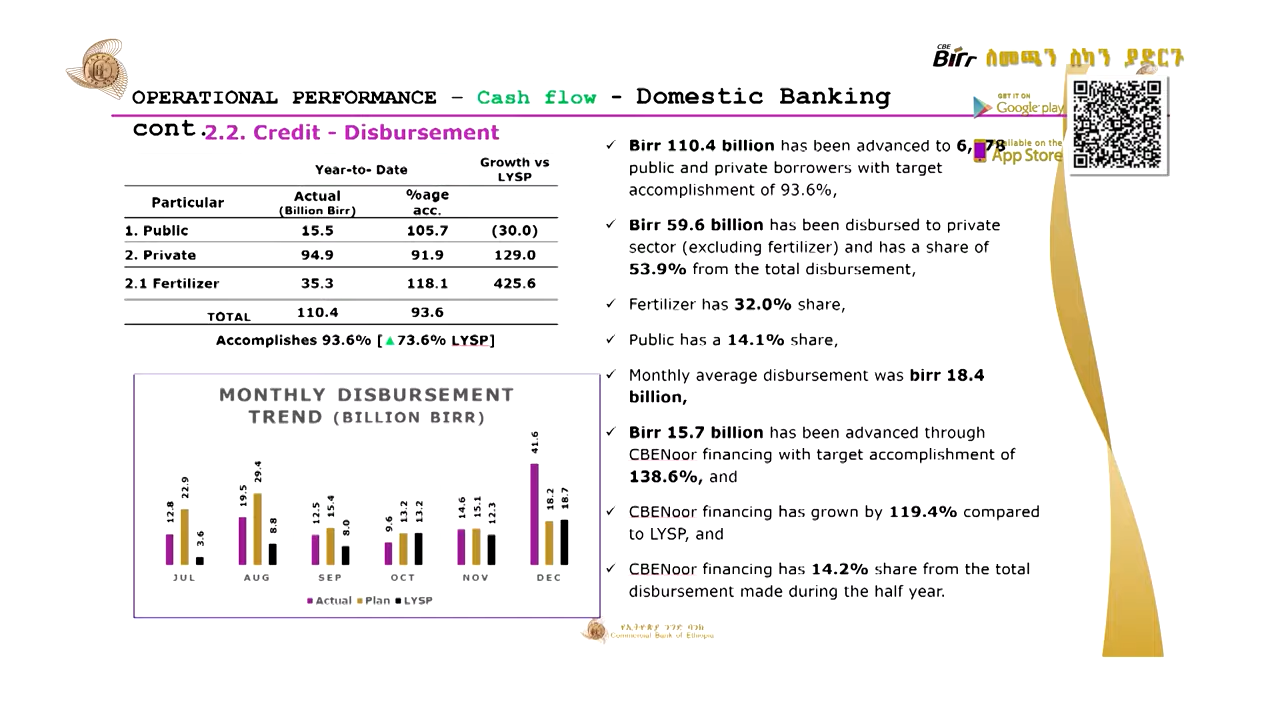 CBE
Birr ስመጫን ስካን ያድርጉ
OPERATIONAL PERFORMANCE – Cash flow - Domestic Banking
cont.
GET IT ON
Google play
Available on the
App Store
2.2. Credit - Disbursement
Year-to- Date
Growth vs
LYSP
Particular
Actual
(Billion Birr)
%age
acc.
1. Public 15.5 105.7 (30.0)
2. Private 94.9 91.9 129.0
2.1 Fertilizer 35.3 118.1 425.6
TOTAL 110.4 93.6
Accomplishes 93.6% [▲73.6% LYSP]
MONTHLY DISBURSEMENT
TREND (BILLION BIRR)
12.8 22.9 3.6 19.5 29.4 8.8 12.5 15.4 8.0 9.6 13.2 13.2 14.6 15.1 12.3 41.6 18.2 18.7
JUL AUG SEP OCT NOV DEC
Actual Plan LYSP
✓ Birr 110.4 billion has been advanced to
public and private borrowers with target
accomplishment of 93.6%,
✓ Birr 59.6 billion has been disbursed to private
sector (excluding fertilizer) and has a share of
53.9% from the total disbursement,
✓ Fertilizer has 32.0% share,
✓ Public has a 14.1% share,
✓ Monthly average disbursement was birr 18.4
billion,
✓ Birr 15.7 billion has been advanced through
CBENoor financing with target accomplishment of
138.6%, and
✓ CBENoor financing has grown by 119.4% compared
to LYSP, and
✓ CBENoor financing has 14.2% share from the total
disbursement made during the half year.
የኢትዮጵያ ንግድ ባንክ
Commercial Bank of Ethiopia